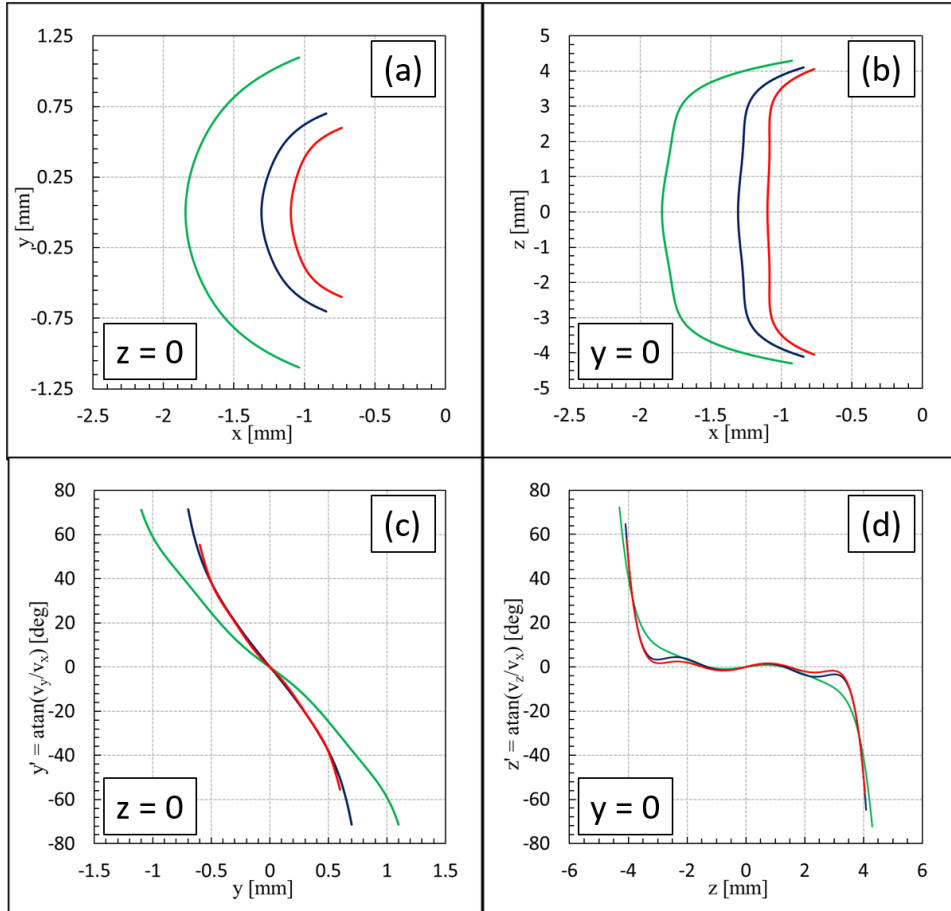 (a)
1.25
0.75
0.25
-0.25
-0.75
-1.25
y [mm]
z = 0
-2.5 -2 -1.5 -1 -0.5 0
x [mm]
(b)
5
4
3
2
1
0
-1
-2
-3
-4
-5
z [mm]
y = 0
-2.5 -2 -1.5 -1 -0.5 0
x [mm]
(c)
80
60
40
20
0
-20
-40
-60
-80
y' = atan(vy/vx) [deg]
z = 0
-1.5 -1 -0.5 0 0.5 1 1.5
y [mm]
(d)
80
60
40
20
0
-20
-40
-60
-80
z' = atan(vz/vx) [deg]
y = 0
-6 -4 -2 0 2 4 6
z [mm]